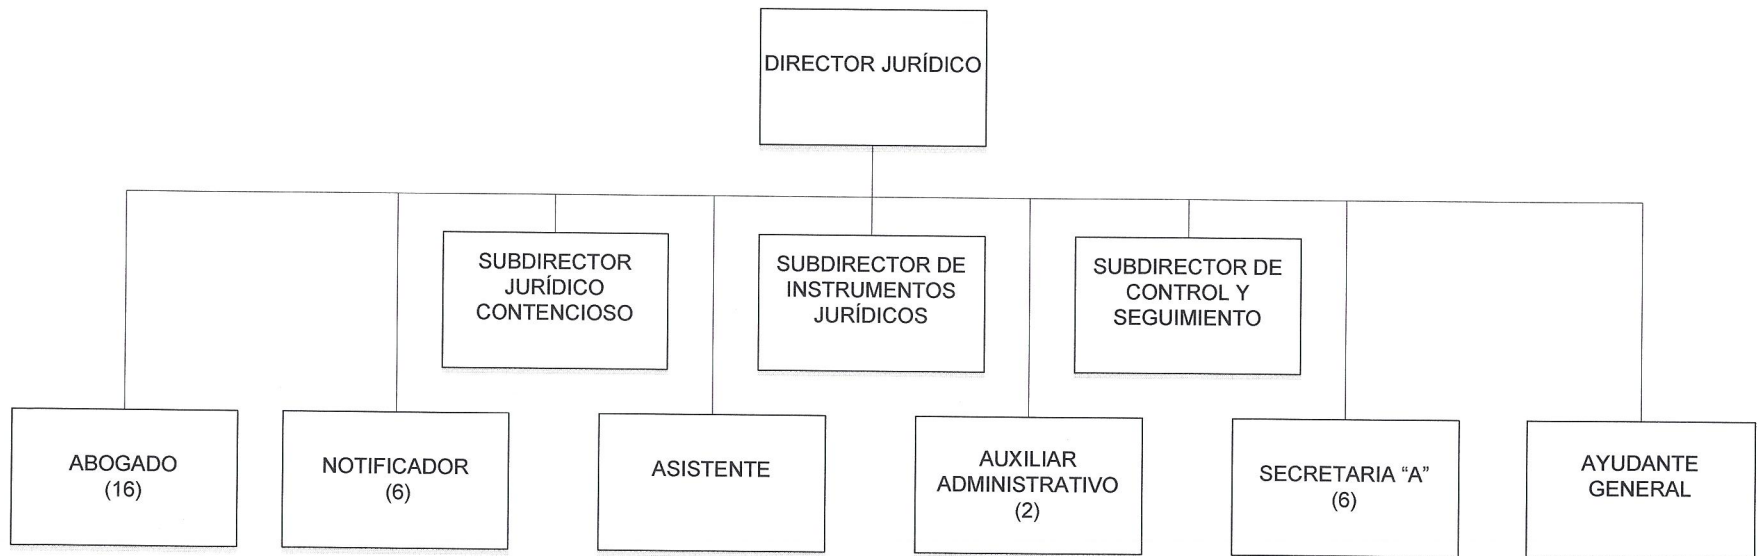 DIRECTOR JURÍDICO
SUBDIRECTOR
JURÍDICO
CONTENCIOSO
SUBDIRECTOR DE
INSTRUMENTOS
JURÍDICOS
SUBDIRECTOR DE
CONTROL Y
SEGUIMIENTO
ABOGADO
(16)
NOTIFICADOR
(6)
ASISTENTE
AUXILIAR
ADMINISTRATIVO
(2)
SECRETARIA “A”
(6)
AYUDANTE
GENERAL